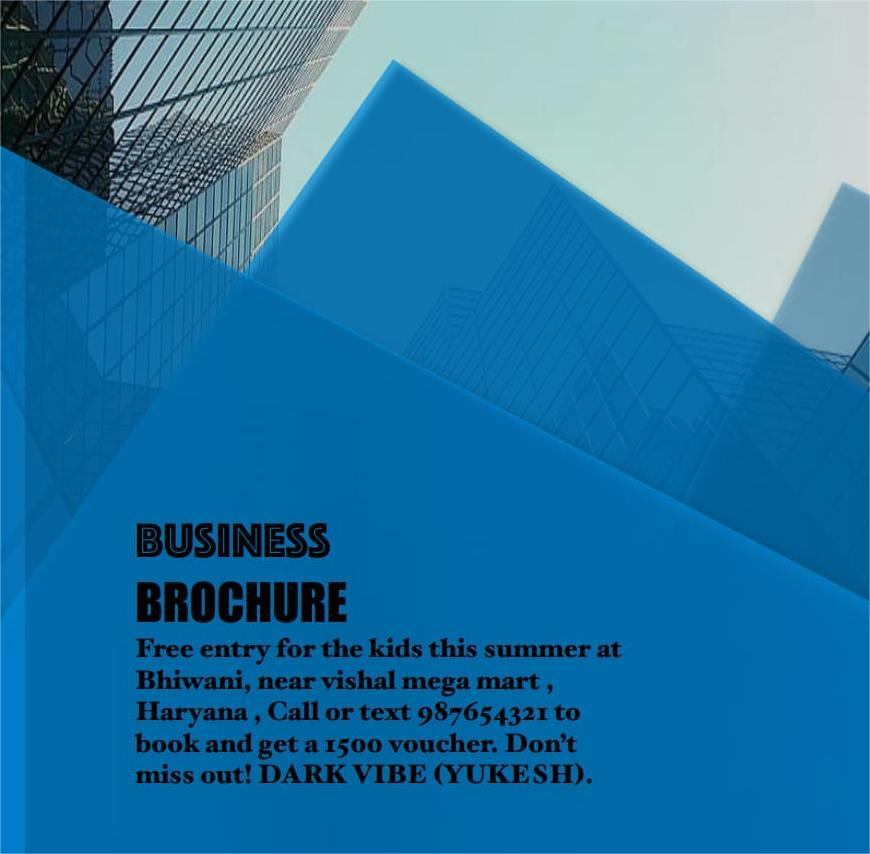 BUSINESS
BROCHURE
Free entry for the kids this summer at
Bhiwani, near vishal mega mart ,
Haryana , Call or text 987654321 to
book and get a 1500 voucher. Don’t
miss out! DARK VIBE (YUKESH).